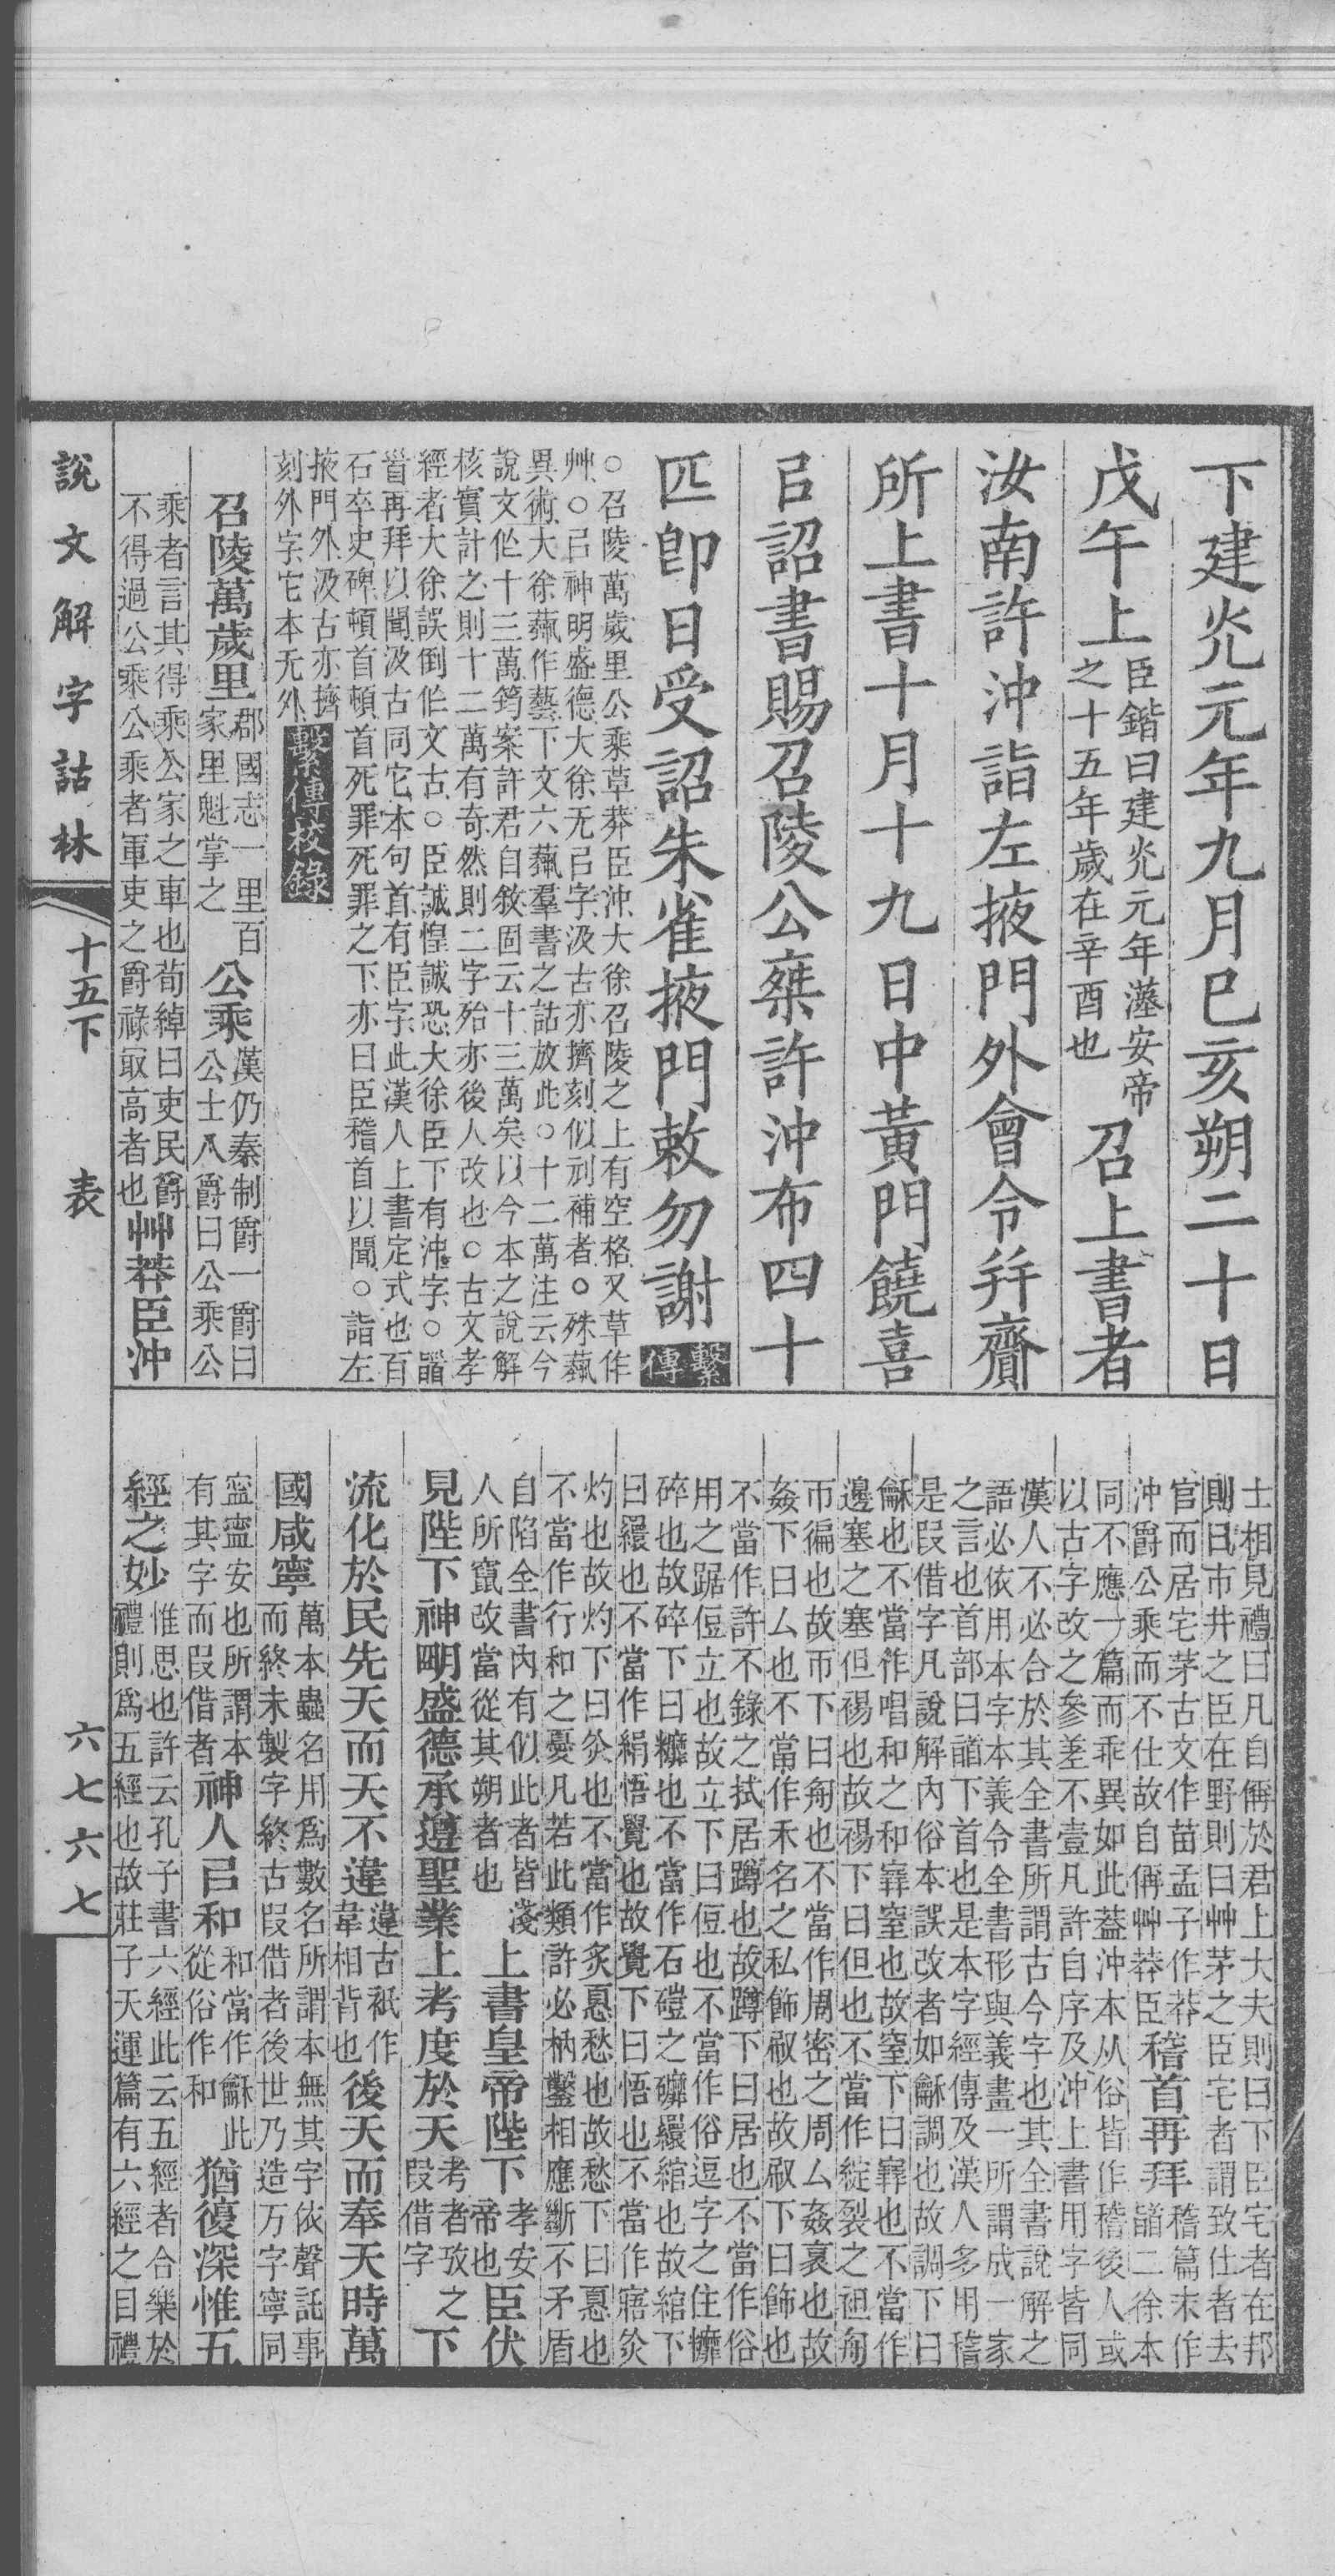 下建炗元年九月巳亥朔二十日
戊午上臣鍇曰建炗元年漢安帝之十五年歲在辛酉也召上書者
汝南許沖詣左掖門外會令幷齎
所上書十月十九日中黃門饒喜
㠯詔書賜召陵公乘許沖布四十
匹卽日受詔朱雀掖門敕勿謝繫傳
○召陵萬歲里公乘草莽臣沖大徐召陵之上有空格又草作
艸○㠯神明盛德大徐无㠯字汲古亦擠刻似刓補者○殊蓺
異術大徐蓺作藝下文六蓺羣書之詁放此○十二萬注云今
說文作十三萬筠案許君自敘固云十三萬矣以今本之說解
核實計之則十二萬有奇然則二字殆亦後人改也○古文孝
經者大徐誤倒作文古○臣誠惶誠恐大徐臣下有沖字○䭫
首再拜以聞汲古同它本句首有臣字此漢人上書定式也百
石卒史碑頓首頓首死罪死罪之下亦曰臣稽首以聞○詣左
掖門外汲古亦擠
刻外字它本无外繫傳校錄
召陵萬歲里郡國志一里百家里魁掌之公乘漢仍秦制爵一爵曰公士八爵曰公乘公
乘者言其得乘公家之車也荀綽曰吏民爵不得過公乘公乘者軍吏之爵祿冣高者也艸莽臣沖
士相見禮曰凡自偁於君上大夫則曰下臣宅者在邦
則曰市井之臣在野則曰艸茅之臣宅者謂致仕者去
官而居宅茅古文作苗孟子作莽
沖爵公乘而不仕故自偁艸莽臣稽首再拜稽篇末作䭫二徐本
同不應一篇而乖異如此葢沖本从俗皆作稽後人或
以古字改之參差不壹凡許自序及沖上書用字皆同
漢人不必合於其全書所謂古今字也其全書說解之
語必依用本字本義令全書形與義畫一所謂成一家
之言也首部曰䭫下首也是本字經傳及漢人多用稽
是叚借字凡說解內俗本誤改者如龢調也故調下曰
龢也不當作唱和之和㝮窒也故窒下曰㝮也不當作
邊塞之塞但裼也故裼下曰但也不當作綻裂之袒匊
帀徧也故帀下曰匊也不當作周密之周厶姦衺也故
姦下曰厶也不當作禾名之私飾㕞也故㕞下曰飾也
不當作許不錄之拭居蹲也故蹲下曰居也不當作俗
用之踞侸立也故立下曰侸也不當作俗逗字之住䊳
碎也故碎下曰䊳也不當作石磑之礳繯綰也故綰下
曰繯也不當作絹悟覺也故覺下曰悟也不當作寤灸
灼也故灼下曰灸也不當作炙惪愁也故愁下曰惪也
不當作行和之憂凡若此類許必枘鑿相應斷不矛盾
自陷全書內有似此者皆淺
人所竄改當從其朔者也上書皇帝陛下孝安帝也臣伏
見陛下神明盛德承遵聖業上考度於天考者攷之叚借字下
流化於民先天而天不違違古衹作韋相背也後天而奉天時萬
國咸寧萬本蟲名用爲數名所謂本無其字依聲託事而終未製字終古叚借者後世乃造万字寧同
寍寍安也所謂本有其字而叚借者神人㠯和和當作龢此從俗作和猶復深惟五
經之妙惟思也許云孔子書六經此云五經者合樂於禮則爲五經也故莊子天運篇有六經之目禮
說文解字詁林
十五下　表
六七六七